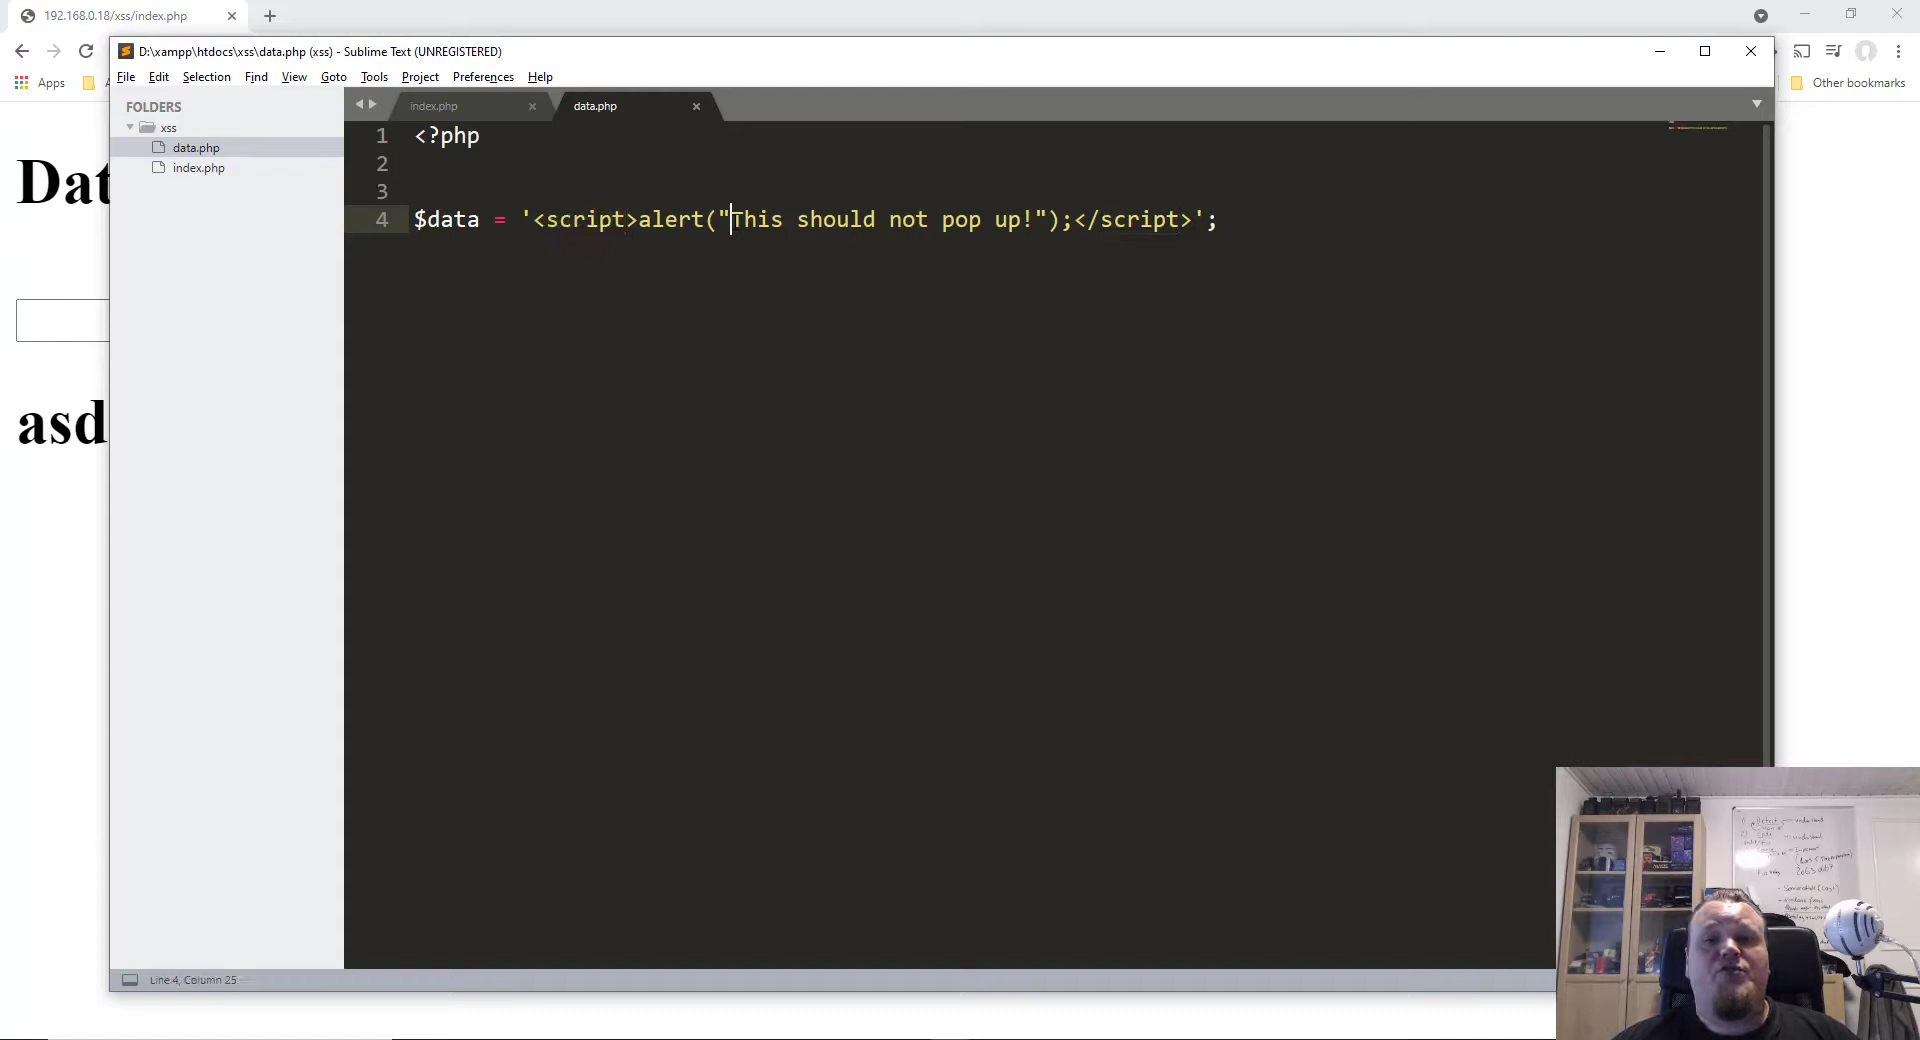 192.168.0.18/xss/index.php
D:\xampp\htdocs\xss\data.php (xss) - Sublime Text (UNREGISTERED)
File Edit Selection Find View Goto Tools Project Preferences Help
Apps
Other bookmarks
FOLDERS
xss
data.php
index.php
index.php
data.php
1 <?php
2
3
4 $data = '<script>alert("This should not pop up!");</script>';
Dat
asd
Line 4, Column 25